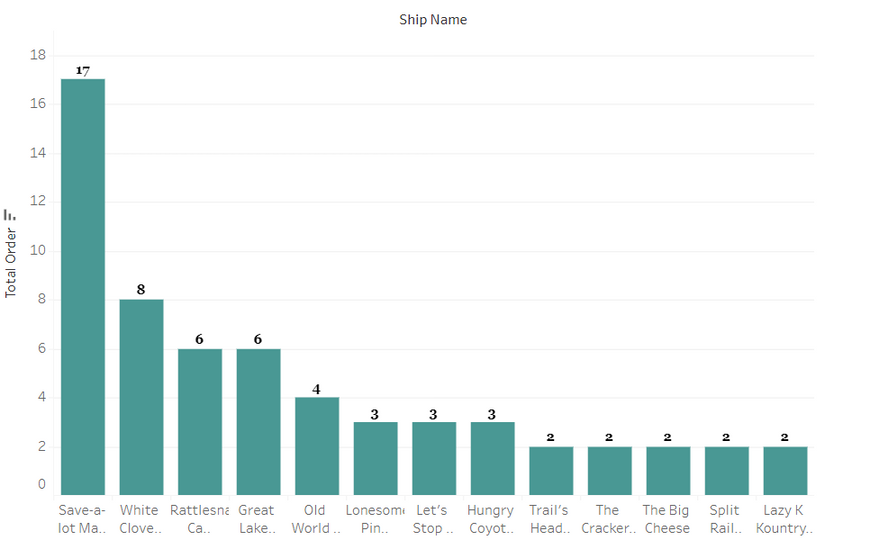 Ship Name
Total Order
18
16
14
12
10
8
6
4
2
0
17
8
6
6
4
3
3
3
2
2
2
2
2
Save-a-
lot Ma..
White
Clove..
Rattlesna
Ca..
Great
Lake..
Old
World ..
Lonesome
Pin..
Let's
Stop ..
Hungry
Coyot..
Trail's
Head..
The
Cracker..
The Big
Cheese
Split
Rail..
Lazy K
Kountry..